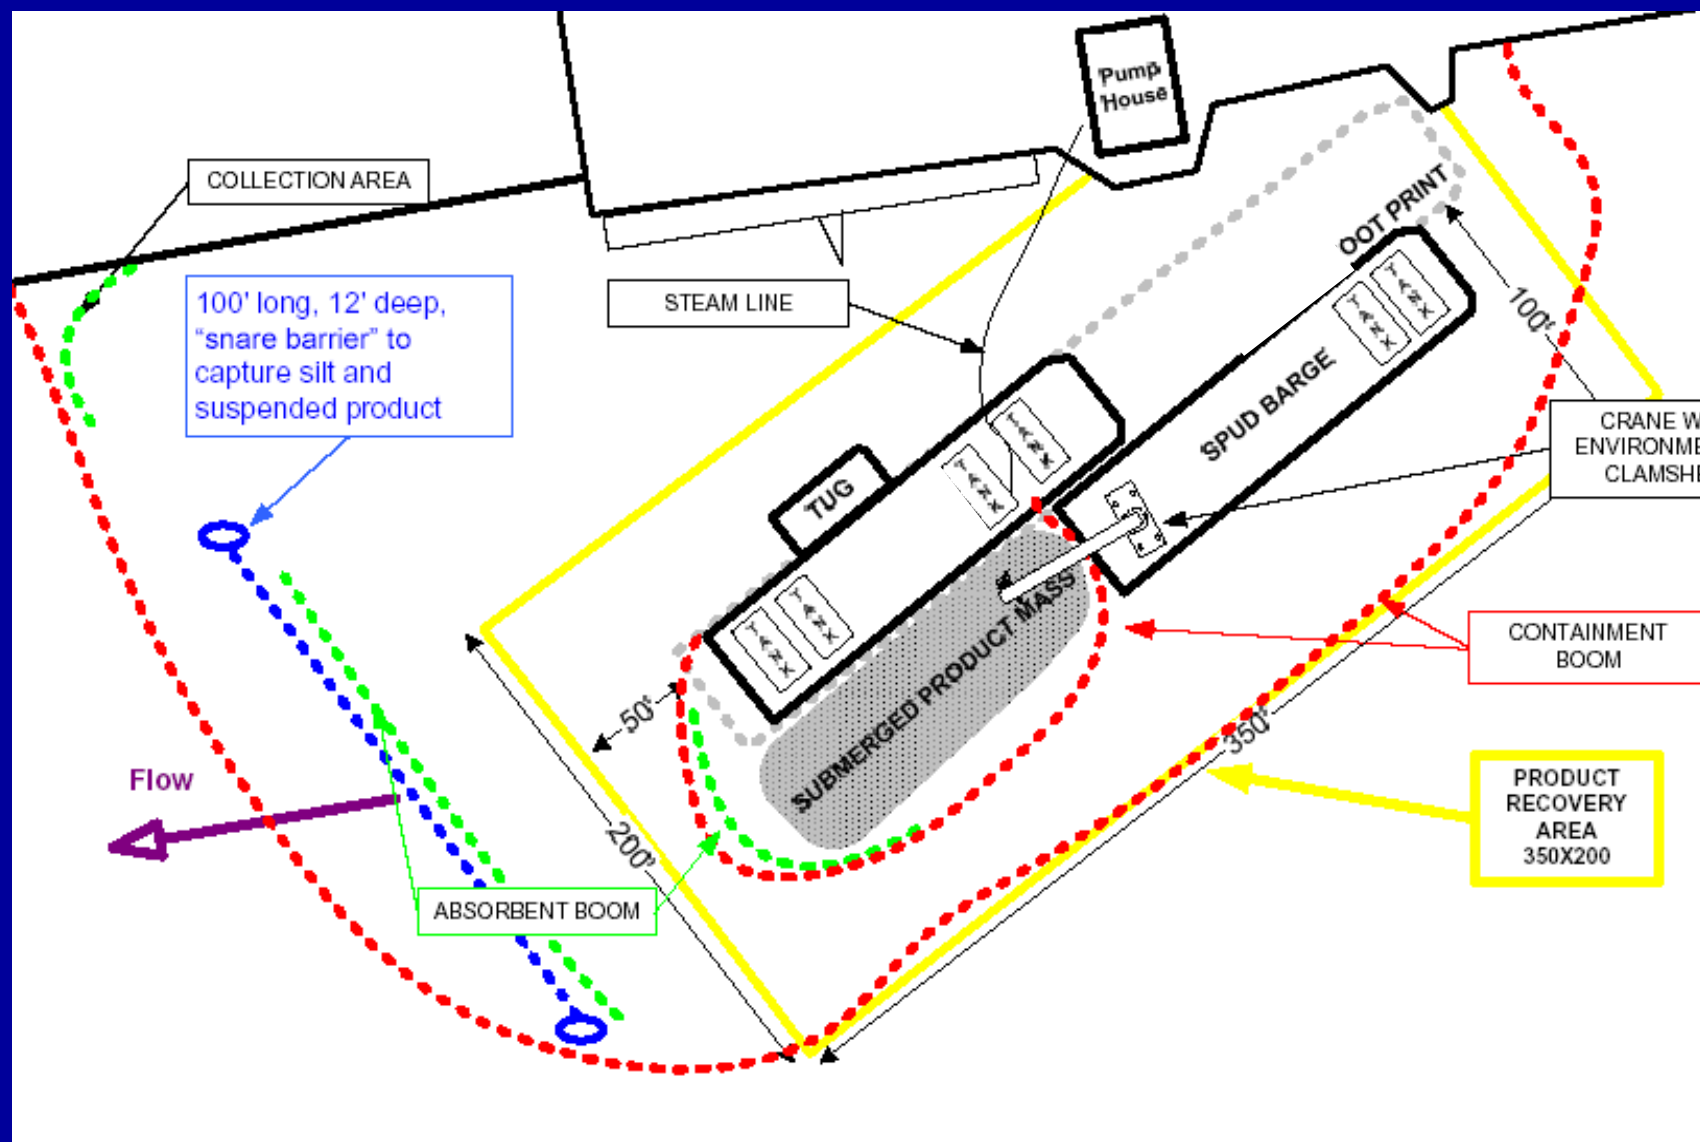 Pump
House
COLLECTION AREA
OOT PRINT
100' long, 12' deep,
“snare barrier” to
capture silt and
suspended product
STEAM LINE
TANK
TANK
100'
SPUD BARGE
CRANE W
ENVIRONME
CLAMSHE
TANK
TANK
TUG
TANK
TANK
SUBMERGED PRODUCT MASS
CONTAINMENT
BOOM
50'
350'
Flow
200'
PRODUCT
RECOVERY
AREA
350X200
ABSORBENT BOOM